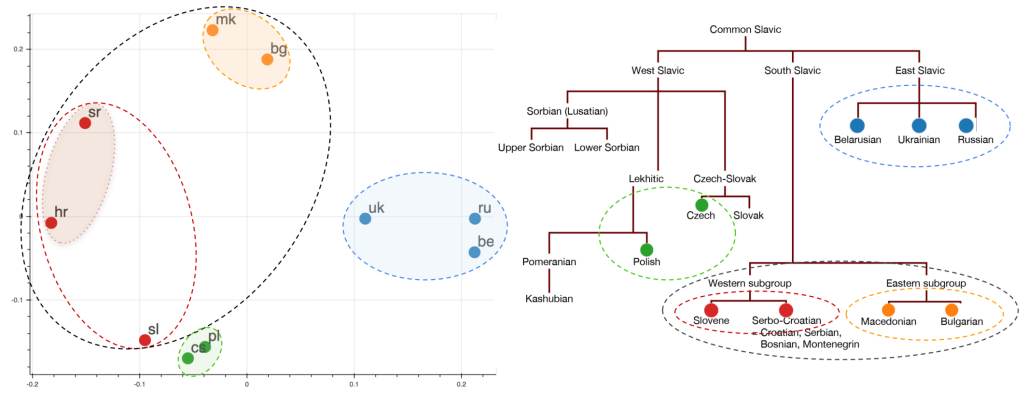 mk
0.2
bg
0.1
sr
hr
uk
ru
be
-0.1
sl
pl
cs
-0.2
-0.1
0
0.1
0.2
Common Slavic
West Slavic
South Slavic
East Slavic
Sorbian (Lusatian)
Belarusian
Ukrainian
Russian
Upper Sorbian
Lower Sorbian
Lekhitic
Czech-Slovak
Czech
Slovak
Pomeranian
Polish
Kashubian
Western subgroup
Eastern subgroup
Slovene
Serbo-Croatian
= Croatian, Serbian,
Bosnian, Montenegrin
Macedonian
Bulgarian